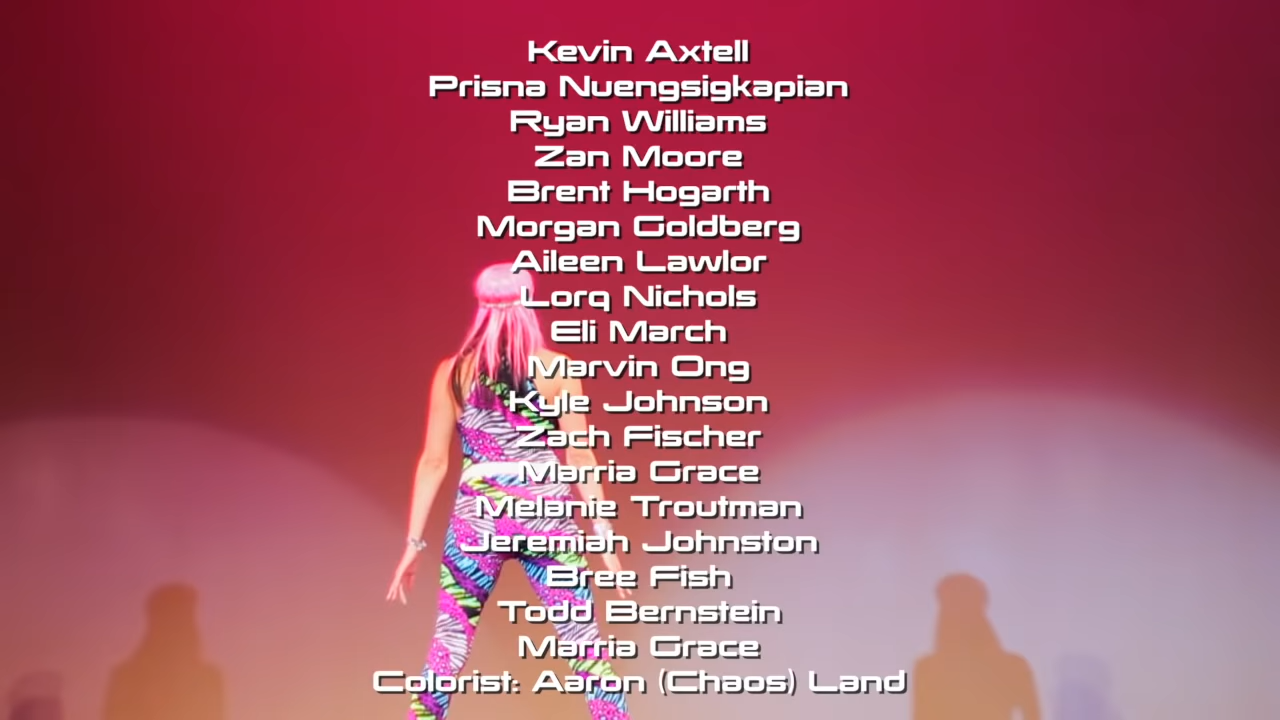 Kevin Axtell
Prisna Nuengsigkapian
Ryan Williams
Zan Moore
Brent Hogarth
Morgan Goldberg
Aileen Lawlor
Lorq Nichols
Eli March
Marvin Ong
Kyle Johnson
Zach Fischer
Marria Grace
Melanie Troutman
Jeremiah Johnston
Bree Fish
Todd Bernstein
Marria Grace
Colorist: Aaron (Chaos) Land